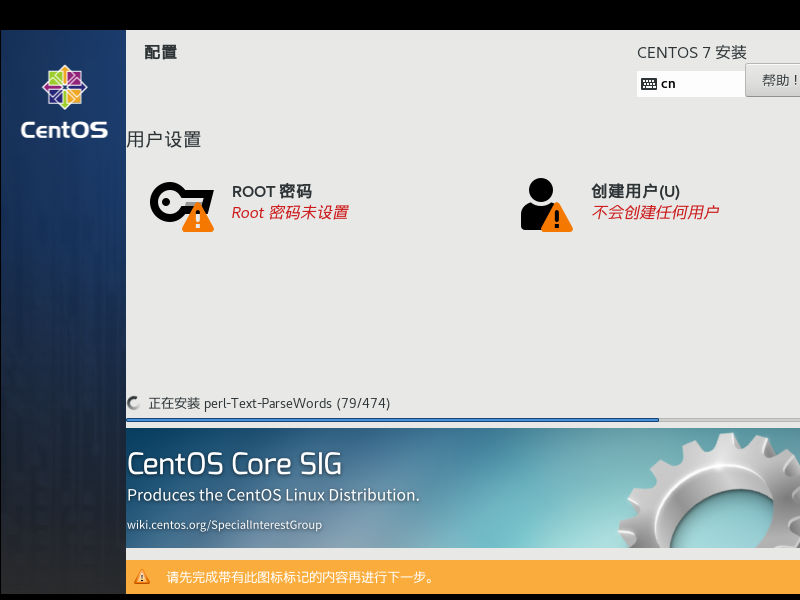 CentOS
配置
CENTOS 7 安装
cn
帮助!
用户设置
ROOT 密码
Root 密码未设置
创建用户(U)
不会创建任何用户
正在安装 perl-Text-ParseWords (79/474)
CentOS Core SIG
Produces the CentOS Linux Distribution.
wiki.centos.org/SpecialInterestGroup
请先完成带有此图标标记的内容再进行下一步。